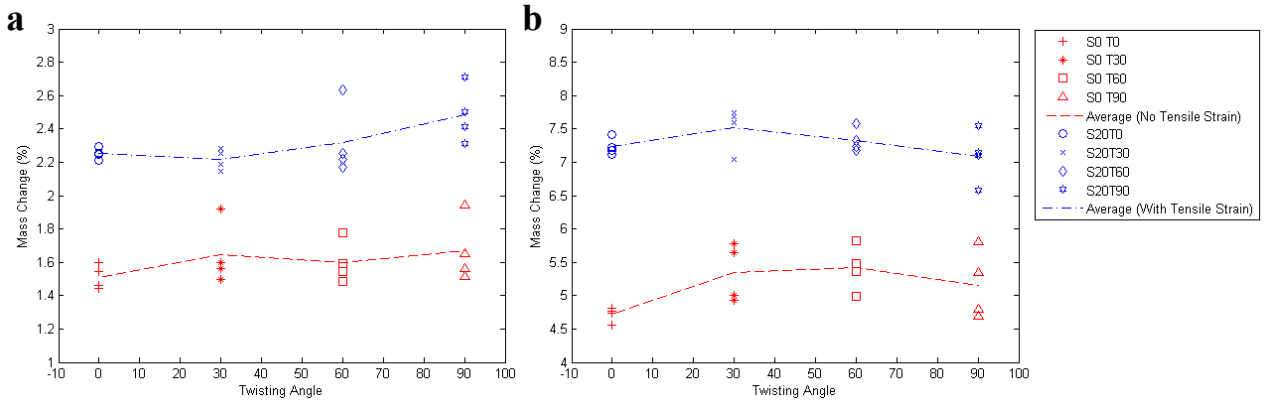 a
3
2.8
2.6
2.4
2.2
2
1.8
1.6
1.4
1.2
1
Mass Change (%)
-10 0 10 20 30 40 50 60 70 80 90 100
Twisting Angle
b
9
8.5
8
7.5
7
6.5
6
5.5
5
4.5
4
Mass Change (%)
-10 0 10 20 30 40 50 60 70 80 90 100
Twisting Angle
S0 T0
S0 T30
S0 T60
S0 T90
Average (No Tensile Strain)
S20T0
S20T30
S20T60
S20T90
Average (With Tensile Strain)